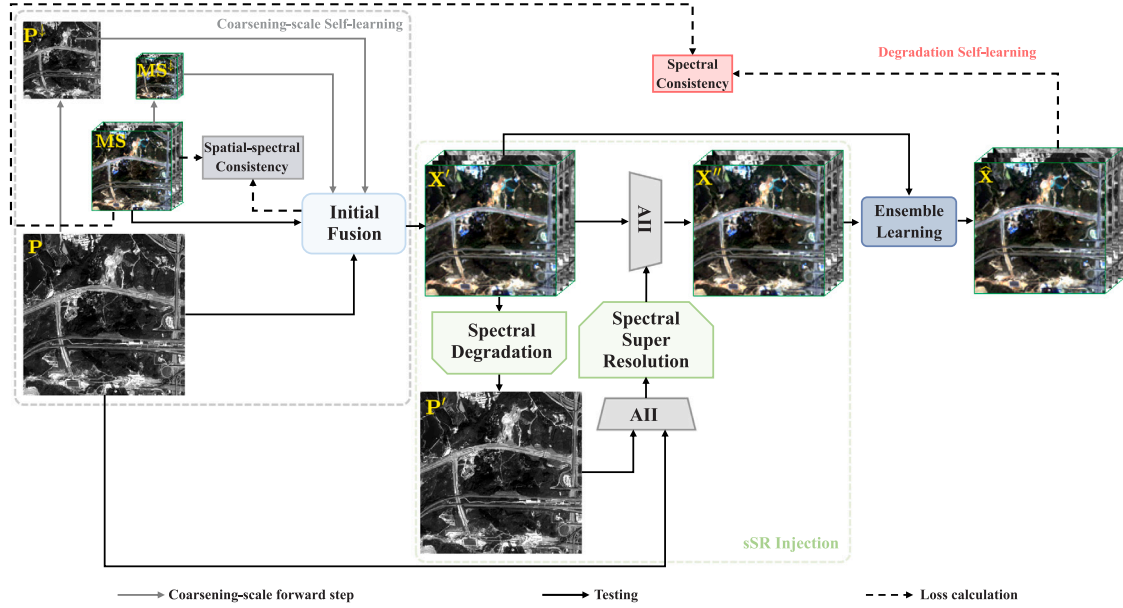 Coarsening-scale Self-learning
P↓
MS↓
MS
Spatial-spectral
Consistency
Initial
Fusion
P
Spectral
Consistency
Degradation Self-learning
X′
AII
X″
Ensemble
Learning
X̂
Spectral
Degradation
Spectral
Super
Resolution
P′
AII
sSR Injection
Coarsening-scale forward step
Testing
Loss calculation